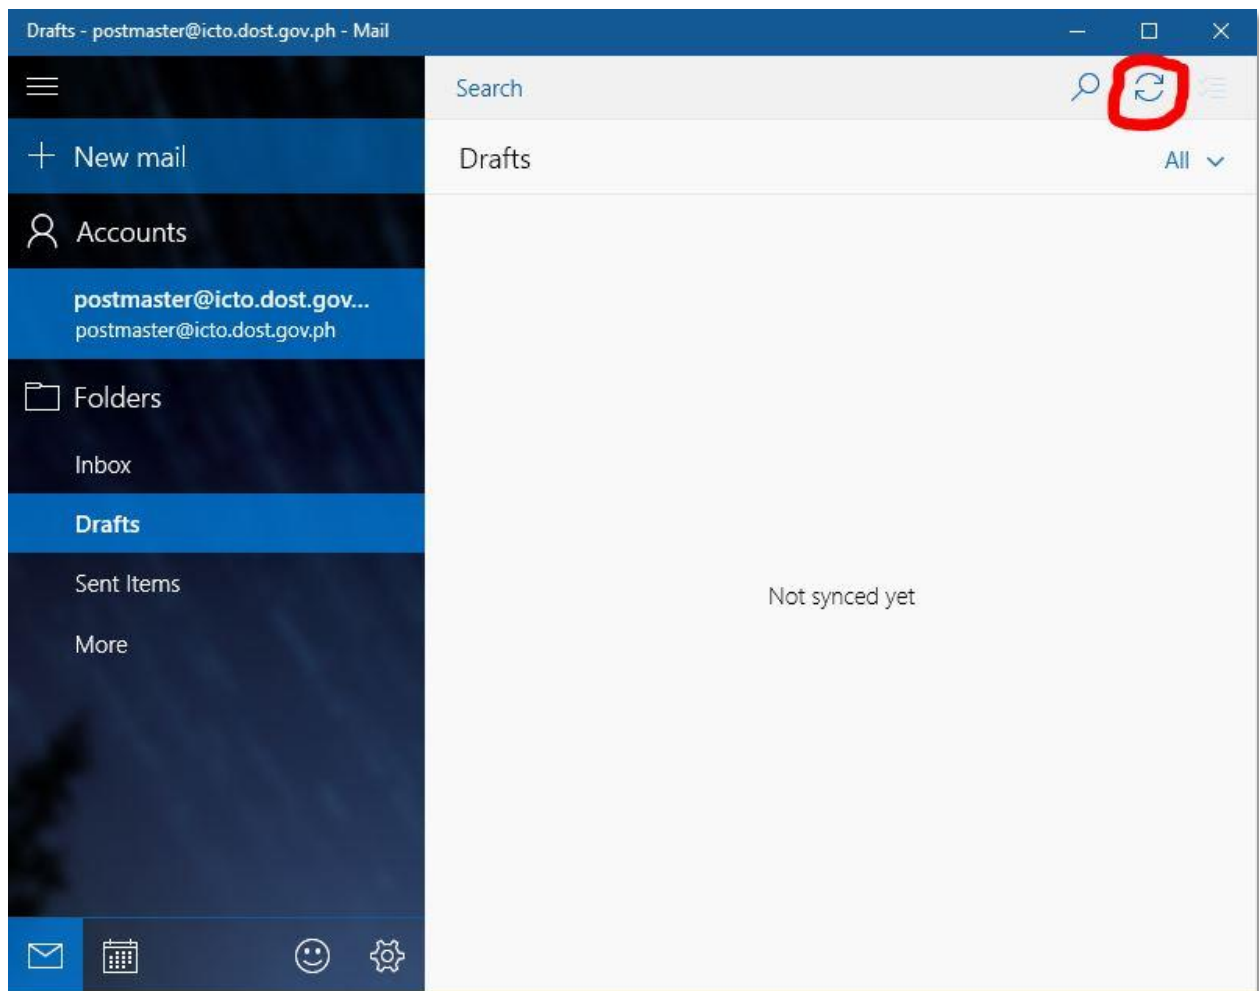 Drafts - postmaster@icto.dost.gov.ph - Mail
Search
New mail
Drafts
All
Accounts
postmaster@icto.dost.gov...
postmaster@icto.dost.gov.ph
Folders
Inbox
Drafts
Sent Items
Not synced yet
More